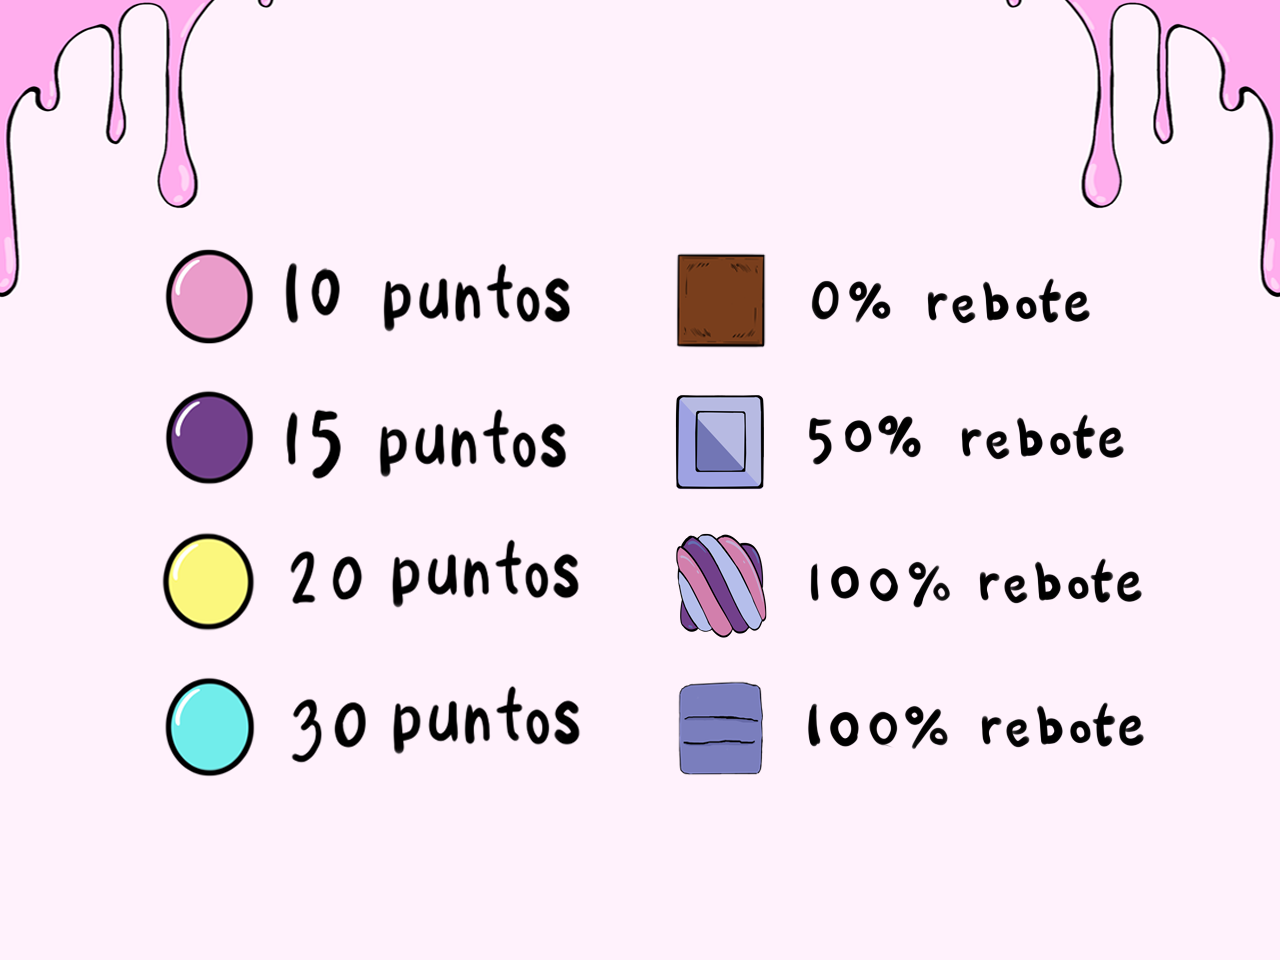 10 puntos
15 puntos
20 puntos
30 puntos
0% rebote
50% rebote
100% rebote
100% rebote